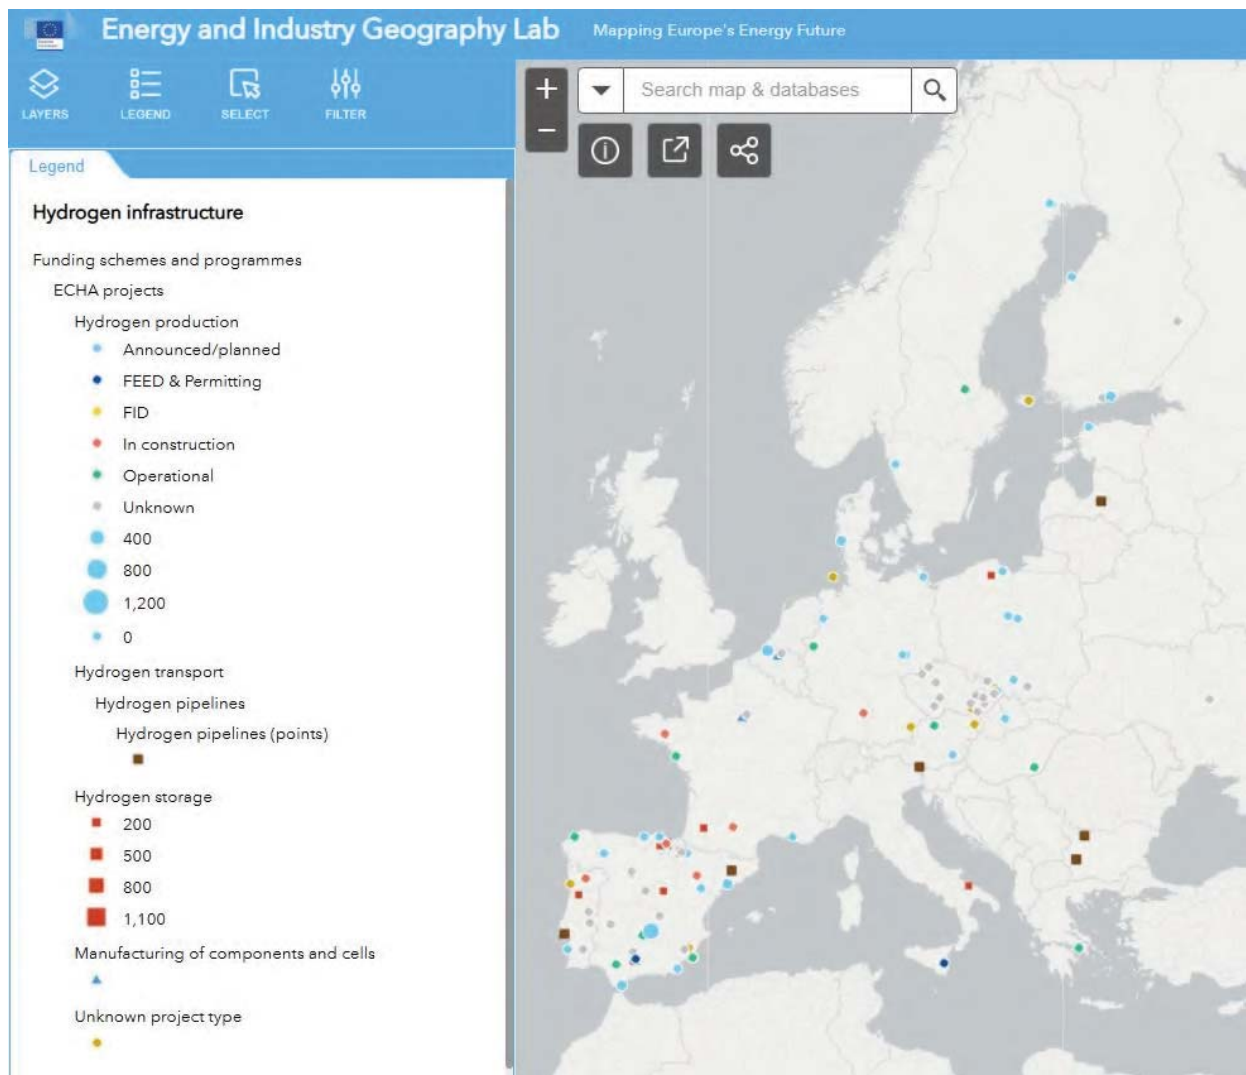 Energy and Industry Geography Lab
Mapping Europe's Energy Future
LAYERS
LEGEND
SELECT
FILTER
Search map & databases
Legend
Hydrogen infrastructure
Funding schemes and programmes
ECHA projects
Hydrogen production
Announced/planned
FEED & Permitting
FID
In construction
Operational
Unknown
400
800
1,200
0
Hydrogen transport
Hydrogen pipelines
Hydrogen pipelines (points)
Hydrogen storage
200
500
800
1,100
Manufacturing of components and cells
Unknown project type